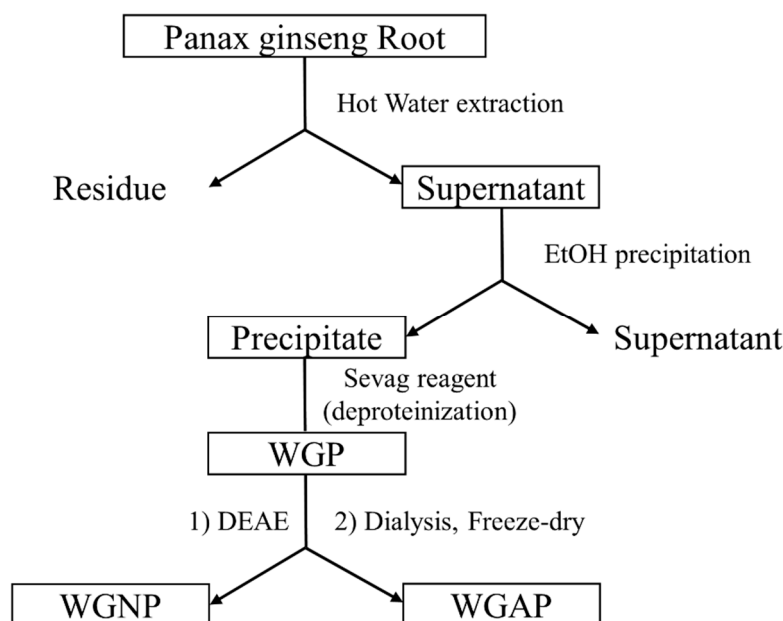 Panax ginseng Root
Hot Water extraction
Residue
Supernatant
EtOH precipitation
Precipitate
Supernatant
Sevag reagent
(deproteinization)
WGP
1) DEAE
2) Dialysis, Freeze-dry
WGNP
WGAP